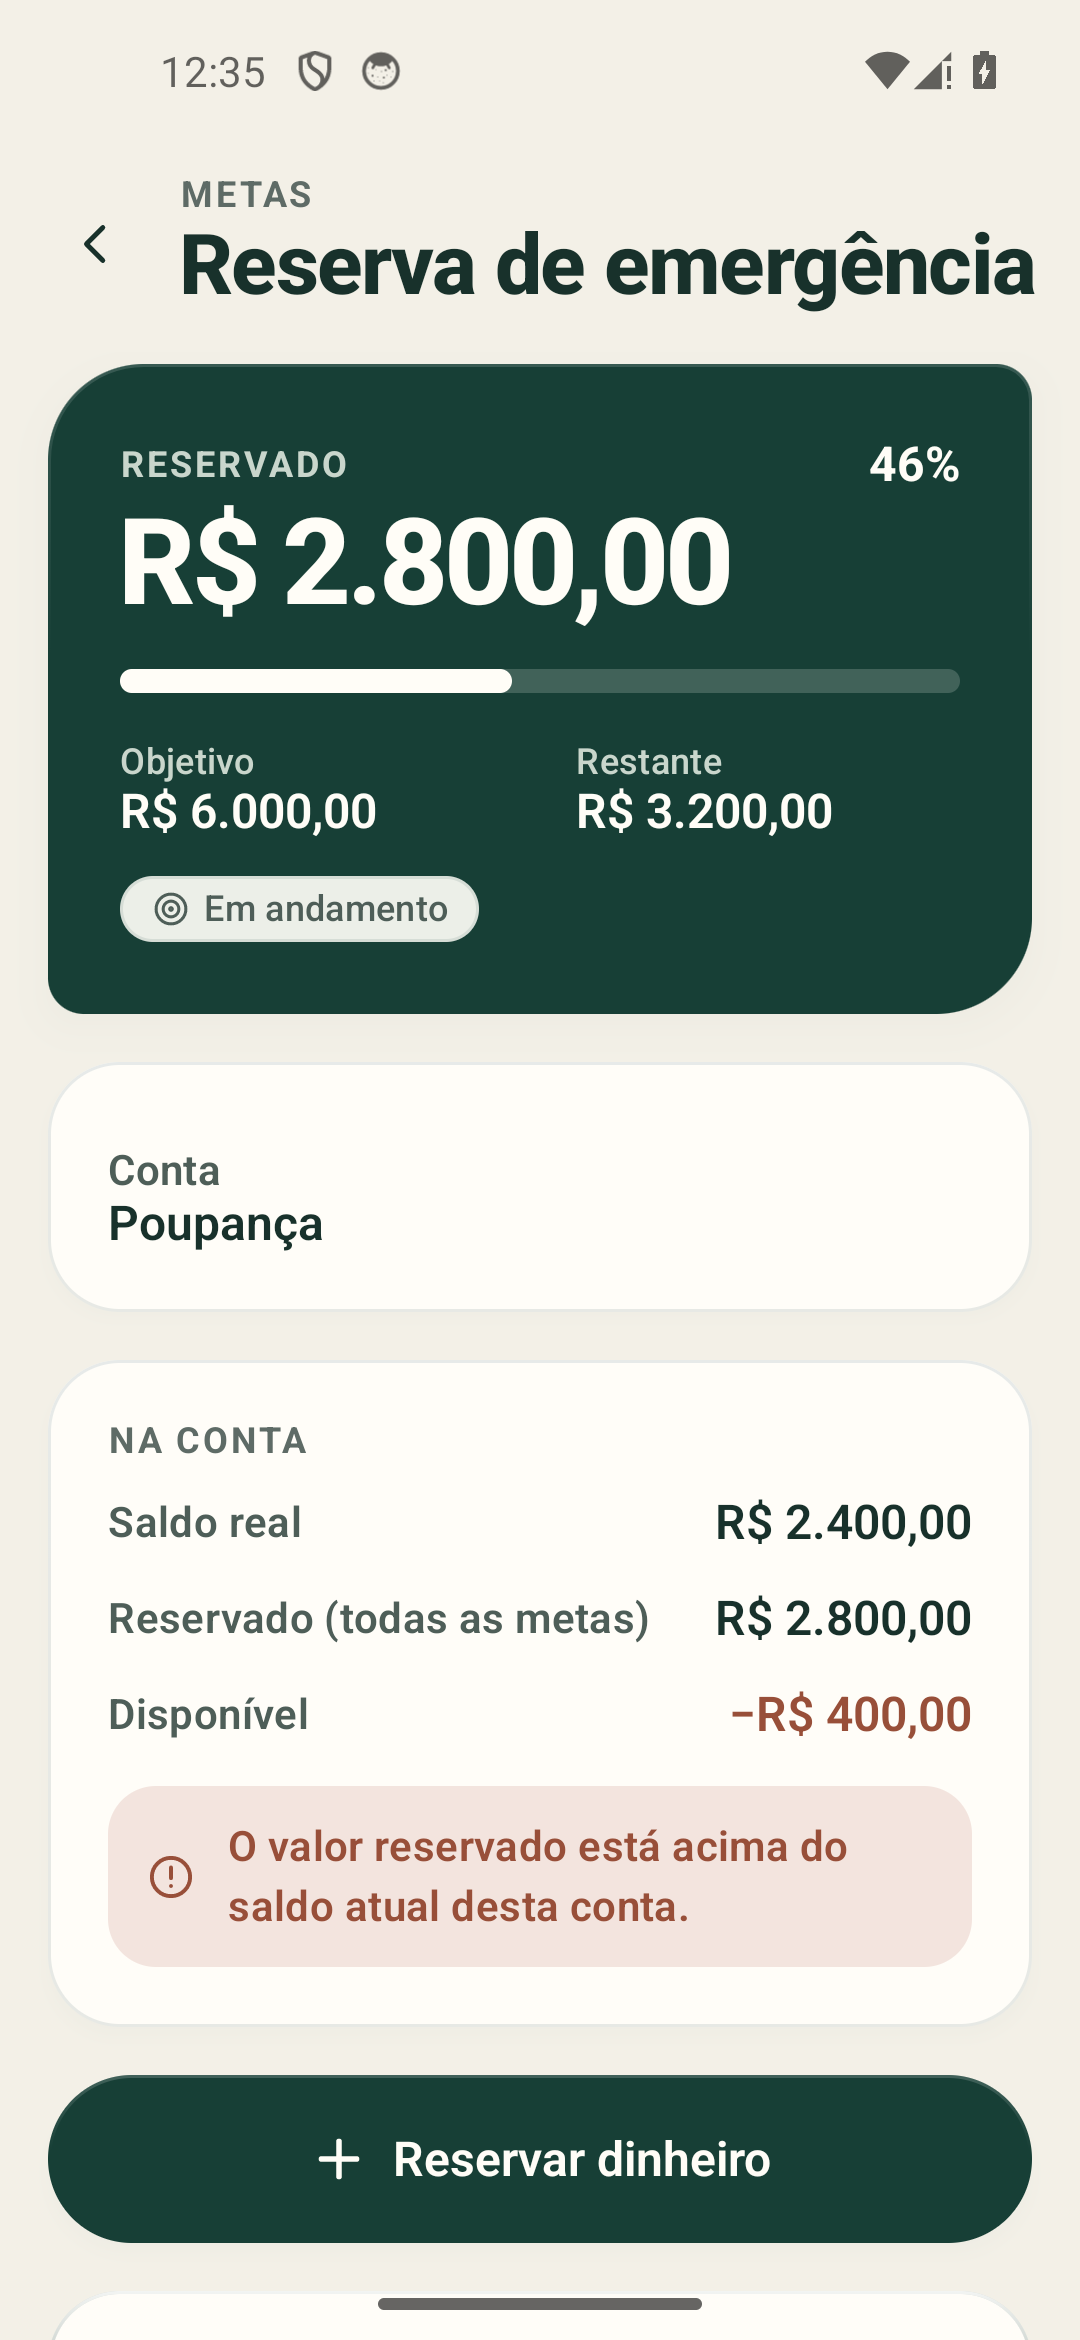 12:35
METAS
Reserva de emergência
RESERVADO
46%
R$ 2.800,00
Objetivo
Restante
R$ 6.000,00
R$ 3.200,00
Em andamento
Conta
Poupança
NA CONTA
Saldo real
R$ 2.400,00
Reservado (todas as metas)
R$ 2.800,00
Disponível
−R$ 400,00
O valor reservado está acima do
saldo atual desta conta.
Reservar dinheiro